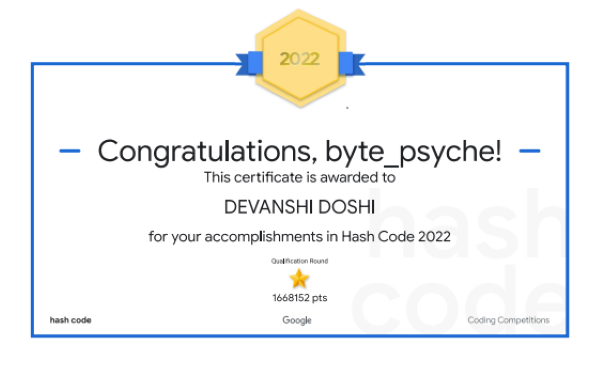 2022
Congratulations, byte_psyche!
This certificate is awarded to
DEVANSHI DOSHI
for your accomplishments in Hash Code 2022
Qualification Round
1668152 pts
hash code
Google
Coding Competitions
hash
code